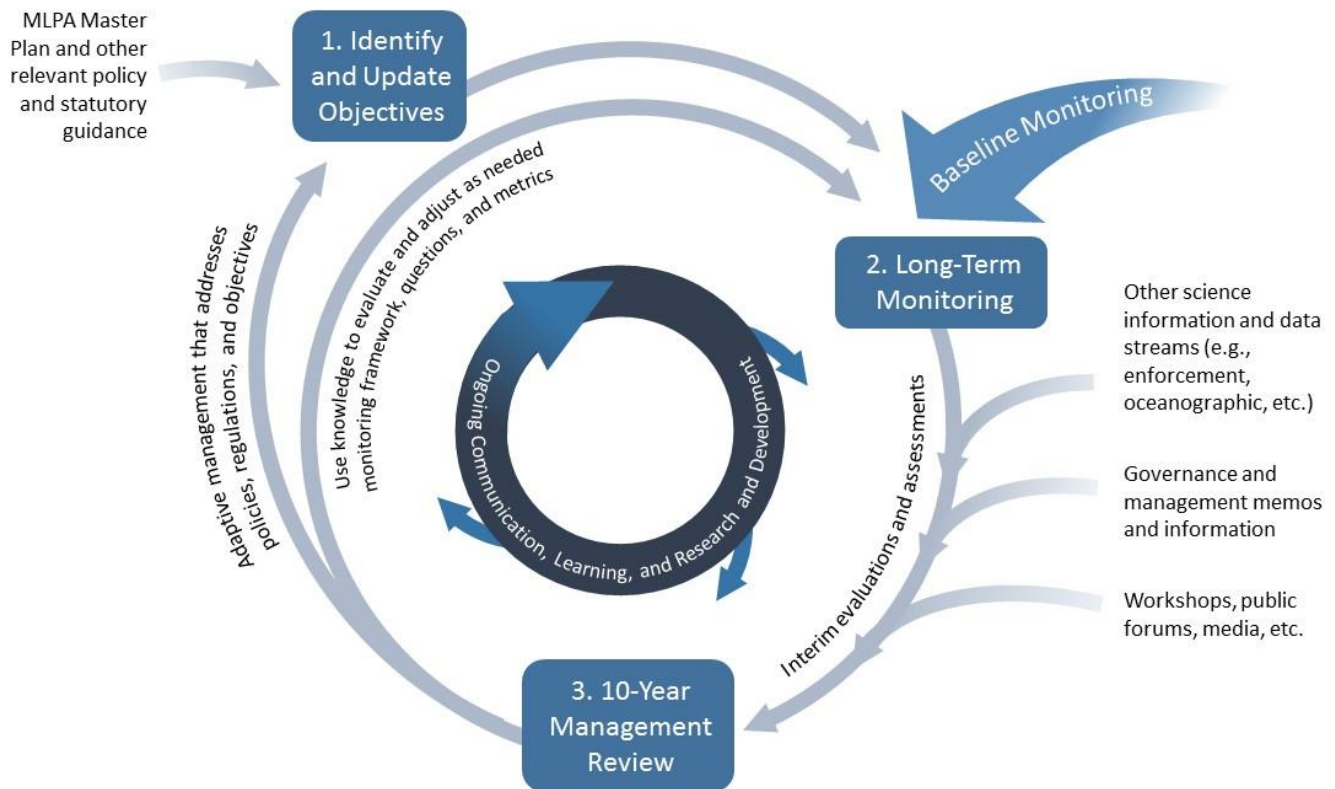 MLPA Master
Plan and other
relevant policy
and statutory
guidance
1. Identify
and Update
Objectives
Baseline Monitoring
2. Long-Term
Monitoring
Other science
information and data
streams (e.g.,
enforcement,
oceanographic, etc.)
Governance and
management memos
and information
Workshops, public
forums, media, etc.
Interim evaluations and assessments
3. 10-Year
Management
Review
Adaptive management that addresses
policies, regulations, and objectives
Use knowledge to evaluate and adjust as needed
monitoring framework, questions, and metrics
Ongoing Communication, Learning, and Research and Development